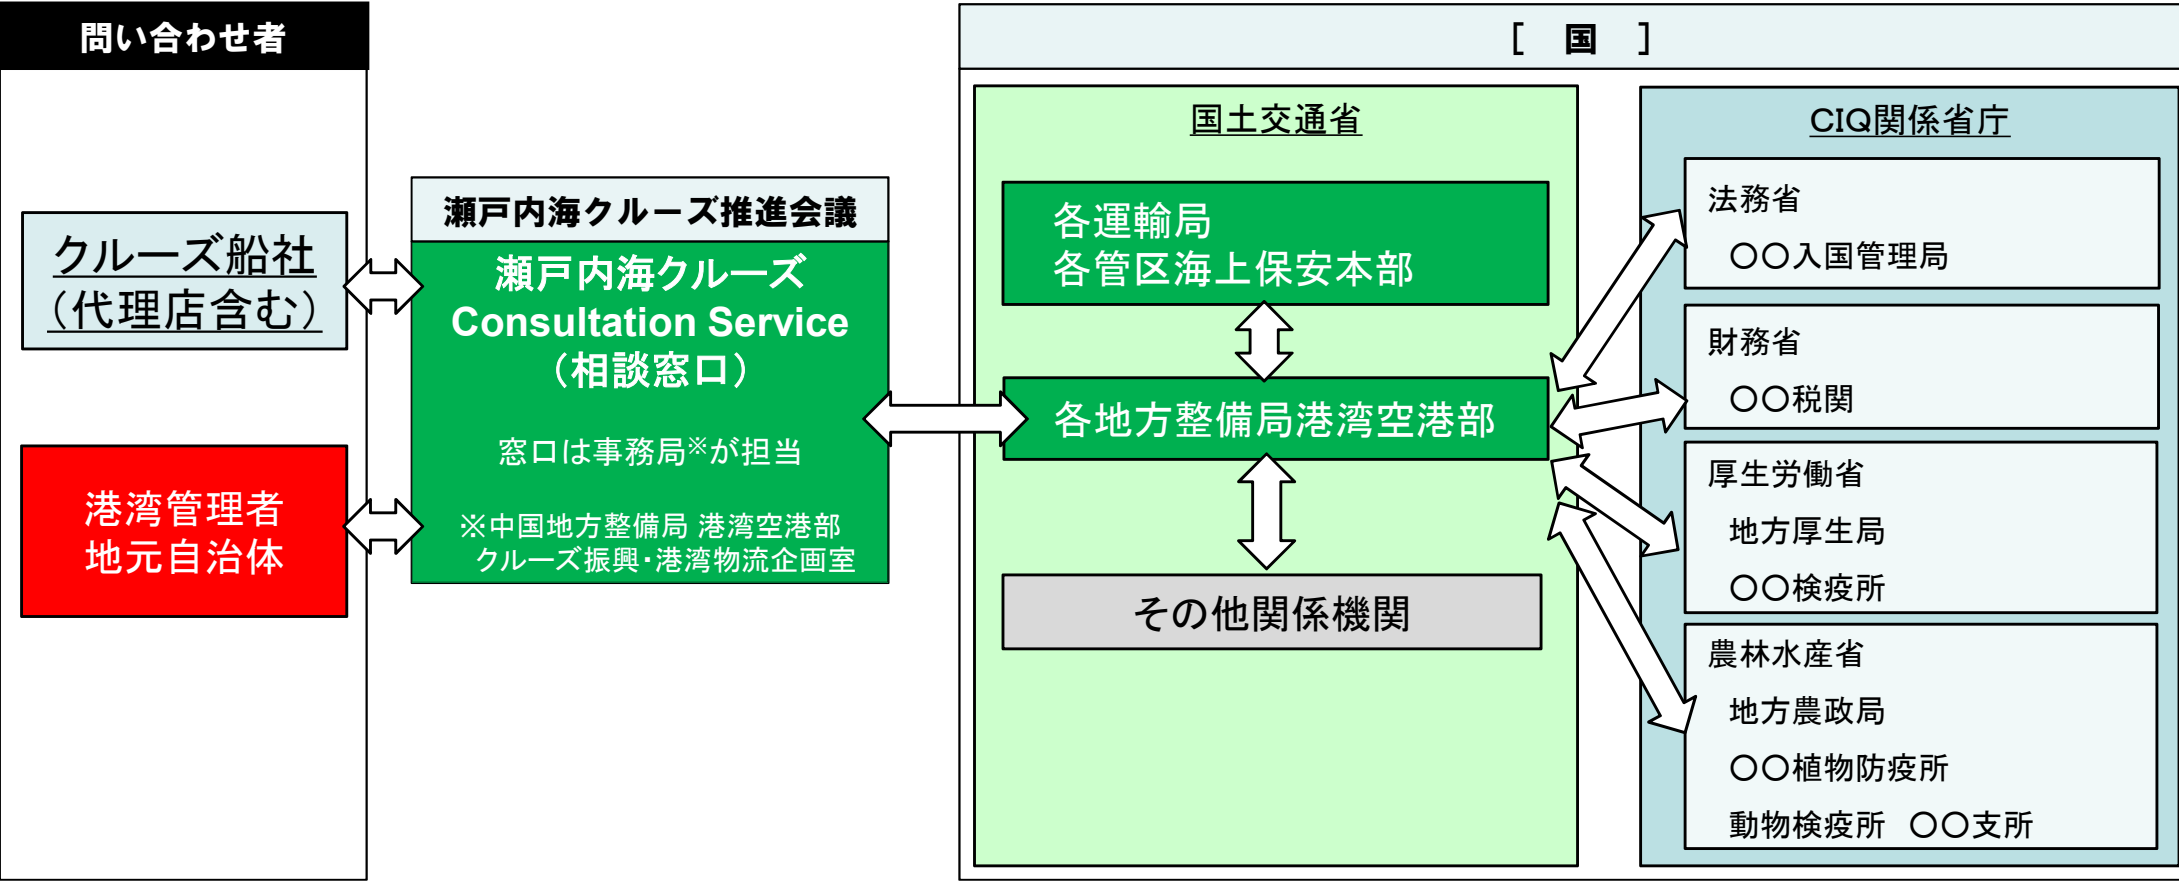 問い合わせ者
クルーズ船社
（代理店含む）
港湾管理者
地元自治体
瀬戸内海クルーズ推進会議
瀬戸内海クルーズ
Consultation Service
（相談窓口）
窓口は事務局※が担当
※中国地方整備局 港湾空港部
クルーズ振興・港湾物流企画室
［　国　］
国土交通省
各運輸局
各管区海上保安本部
各地方整備局港湾空港部
その他関係機関
CIQ関係省庁
法務省
〇〇入国管理局
財務省
〇〇税関
厚生労働省
地方厚生局
〇〇検疫所
農林水産省
地方農政局
〇〇植物防疫所
動物検疫所　〇〇支所